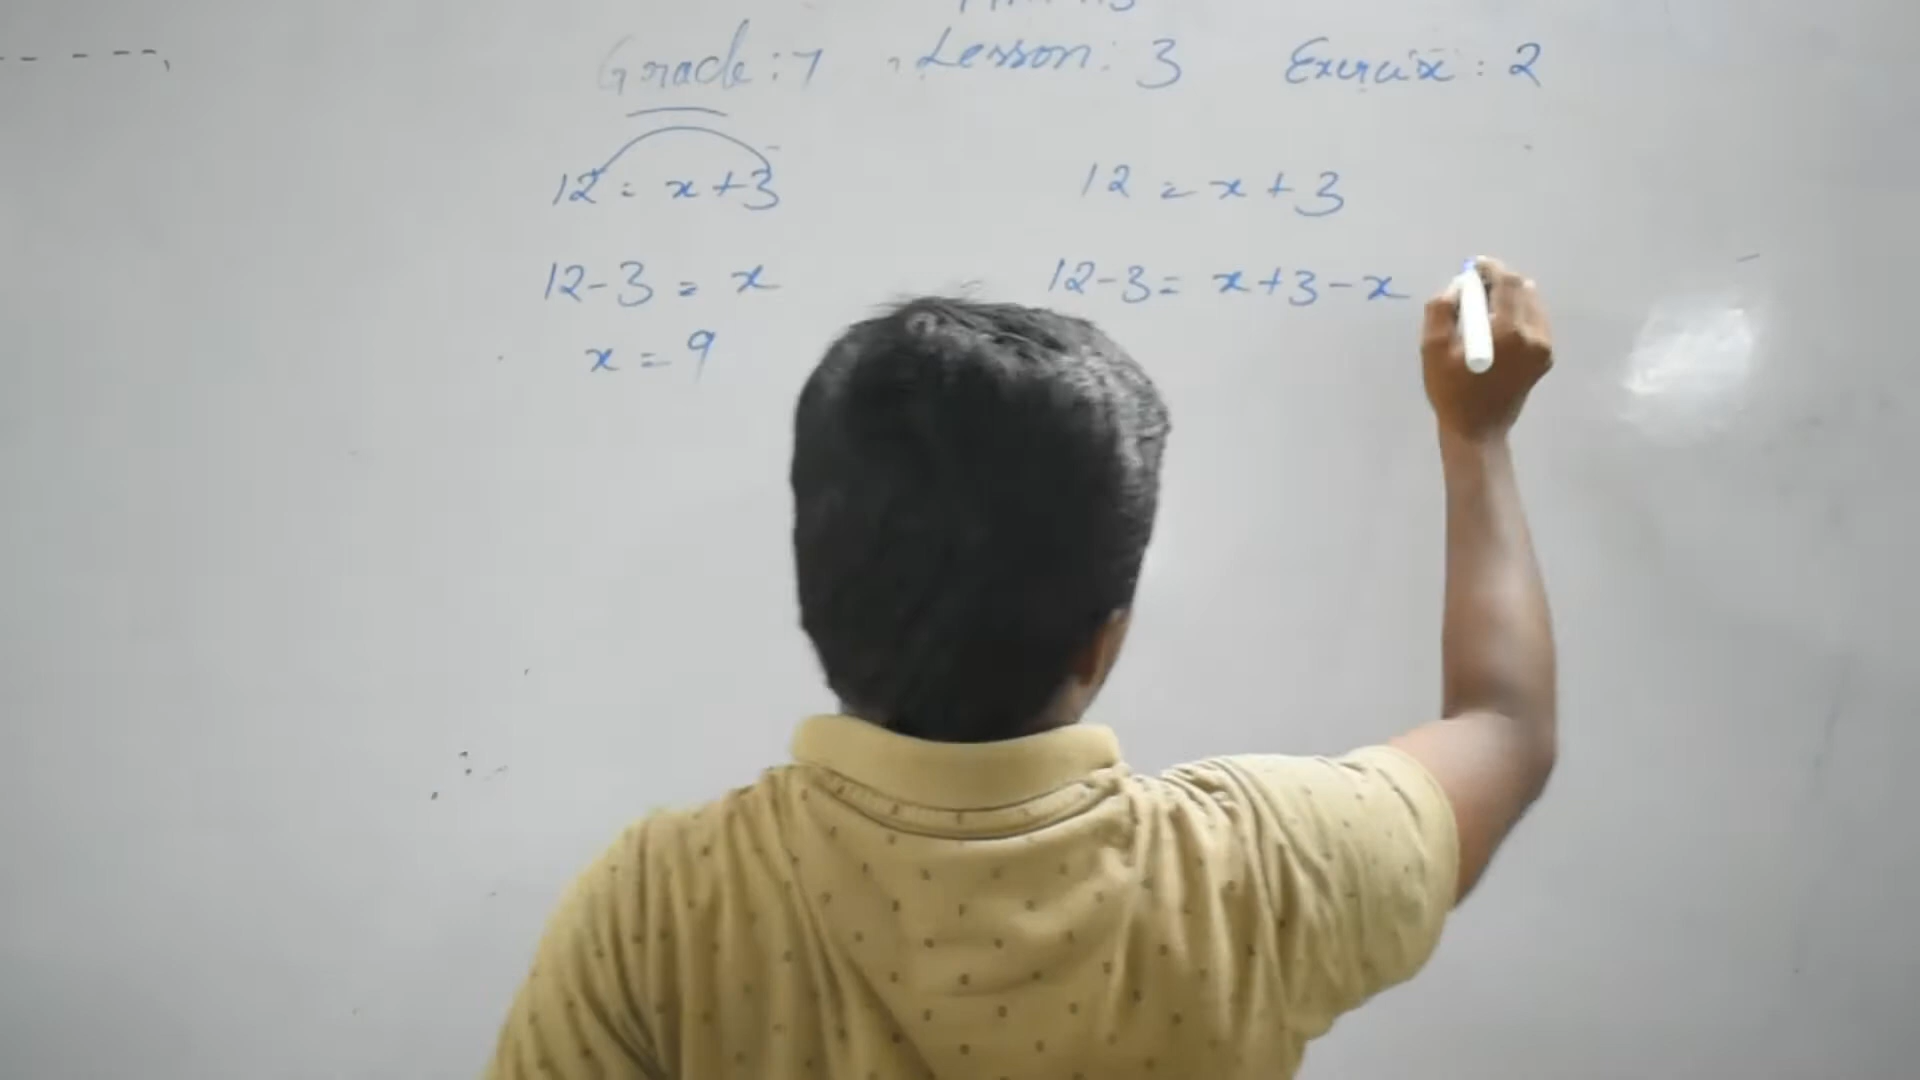 Grade : 7 Lesson : 3 Exercise : 2
12 = x + 3
12 - 3 = x
x = 9
12 = x + 3
12 - 3 = x + 3 - x